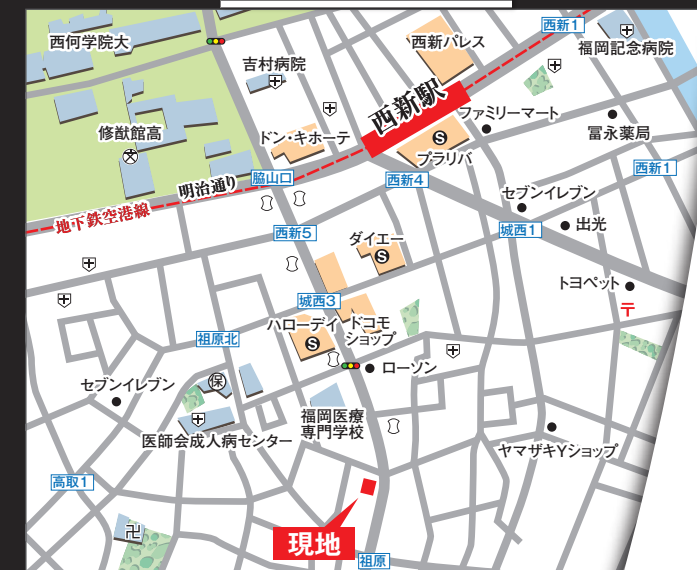 西新1
西何学院大
西新パレス
福岡記念病院
吉村病院
西新駅
ファミリーマート
冨永薬局
修猷館高
ドン・キホーテ
プラリバ
S
西新1
脇山口
西新4
明治通り
セブンイレブン
地下鉄空港線
出光
西新5
城西1
ダイエー
S
トヨペット
〒
城西3
ハローデイ
ドコモ
ショップ
S
祖原北
ローソン
保
セブンイレブン
福岡医療
専門学校
医師会成人病センター
ヤマザキYショップ
高取1
卍
現地
祖原